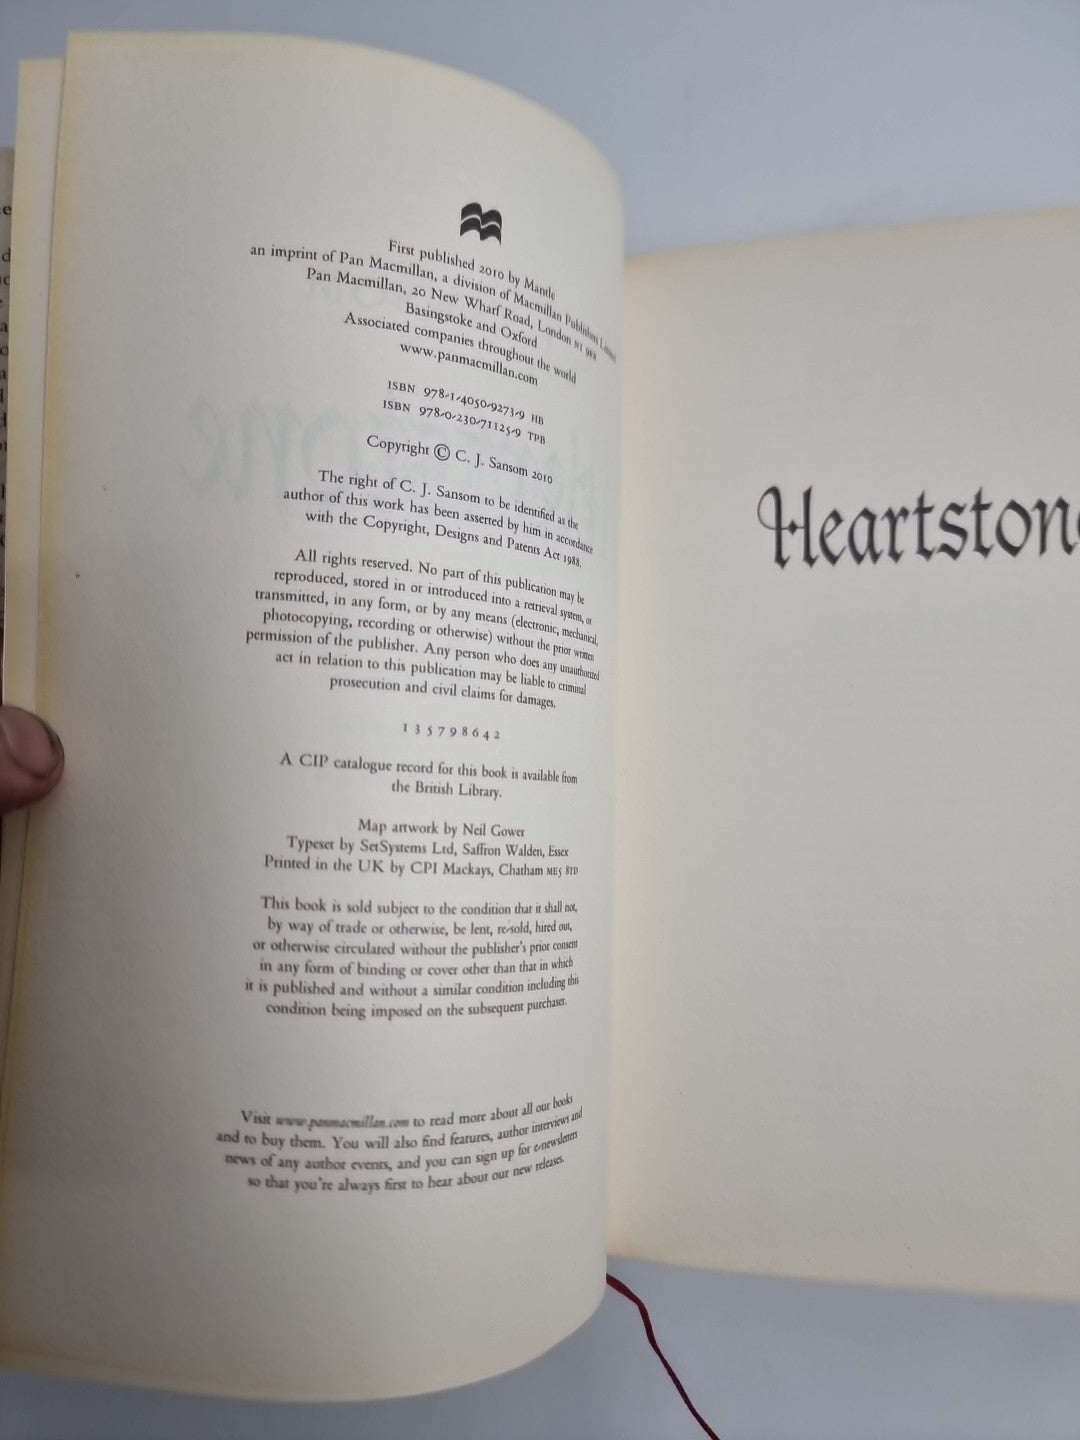 First published 2010 by Mantle
an imprint of Pan Macmillan, a division of Macmillan Publishers Limited
Pan Macmillan, 20 New Wharf Road, London N1 9RR
Basingstoke and Oxford
Associated companies throughout the world
www.panmacmillan.com
ISBN 978-1-4050-9273-9 HB
ISBN 978-0-230-71125-9 TPB
Copyright © C. J. Sansom 2010
The right of C. J. Sansom to be identified as the
author of this work has been asserted by him in accordance
with the Copyright, Designs and Patents Act 1988.
All rights reserved. No part of this publication may be
reproduced, stored in or introduced into a retrieval system, or
transmitted, in any form, or by any means (electronic, mechanical,
photocopying, recording or otherwise) without the prior written
permission of the publisher. Any person who does any unauthorized
act in relation to this publication may be liable to criminal
prosecution and civil claims for damages.
1 3 5 7 9 8 6 4 2
A CIP catalogue record for this book is available from
the British Library.
Map artwork by Neil Gower
Typeset by SetSystems Ltd, Saffron Walden, Essex
Printed in the UK by CPI Mackays, Chatham ME5 8TD
This book is sold subject to the condition that it shall not,
by way of trade or otherwise, be lent, re-sold, hired out,
or otherwise circulated without the publisher's prior consent
in any form of binding or cover other than that in which
it is published and without a similar condition including this
condition being imposed on the subsequent purchaser.
Visit www.panmacmillan.com to read more about all our books
and to buy them. You will also find features, author interviews and
news of any author events, and you can sign up for e-newsletters
so that you're always first to hear about our new releases.
Heartstone